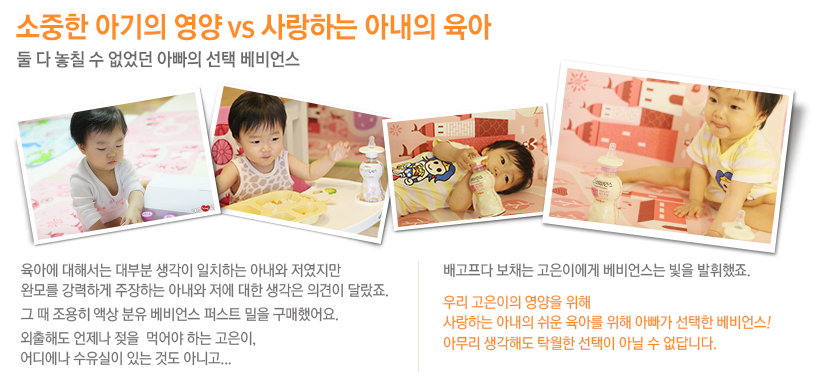 소중한 아기의 영양 vs 사랑하는 아내의 육아
둘 다 놓칠 수 없었던 아빠의 선택 베비언스
육아에 대해서는 대부분 생각이 일치하는 아내와 저였지만
완모를 강력하게 주장하는 아내와 저에 대한 생각은 의견이 달랐죠.
그 때 조용히 액상 분유 베비언스 퍼스트 밀을 구매했어요.
외출해도 언제나 젖을 먹어야 하는 고은이,
어디에나 수유실이 있는 것도 아니고...
배고프다 보채는 고은이에게 베비언스는 빛을 발휘했죠.
우리 고은이의 영양을 위해
사랑하는 아내의 쉬운 육아를 위해 아빠가 선택한 베비언스!
아무리 생각해도 탁월한 선택이 아닐 수 없답니다.